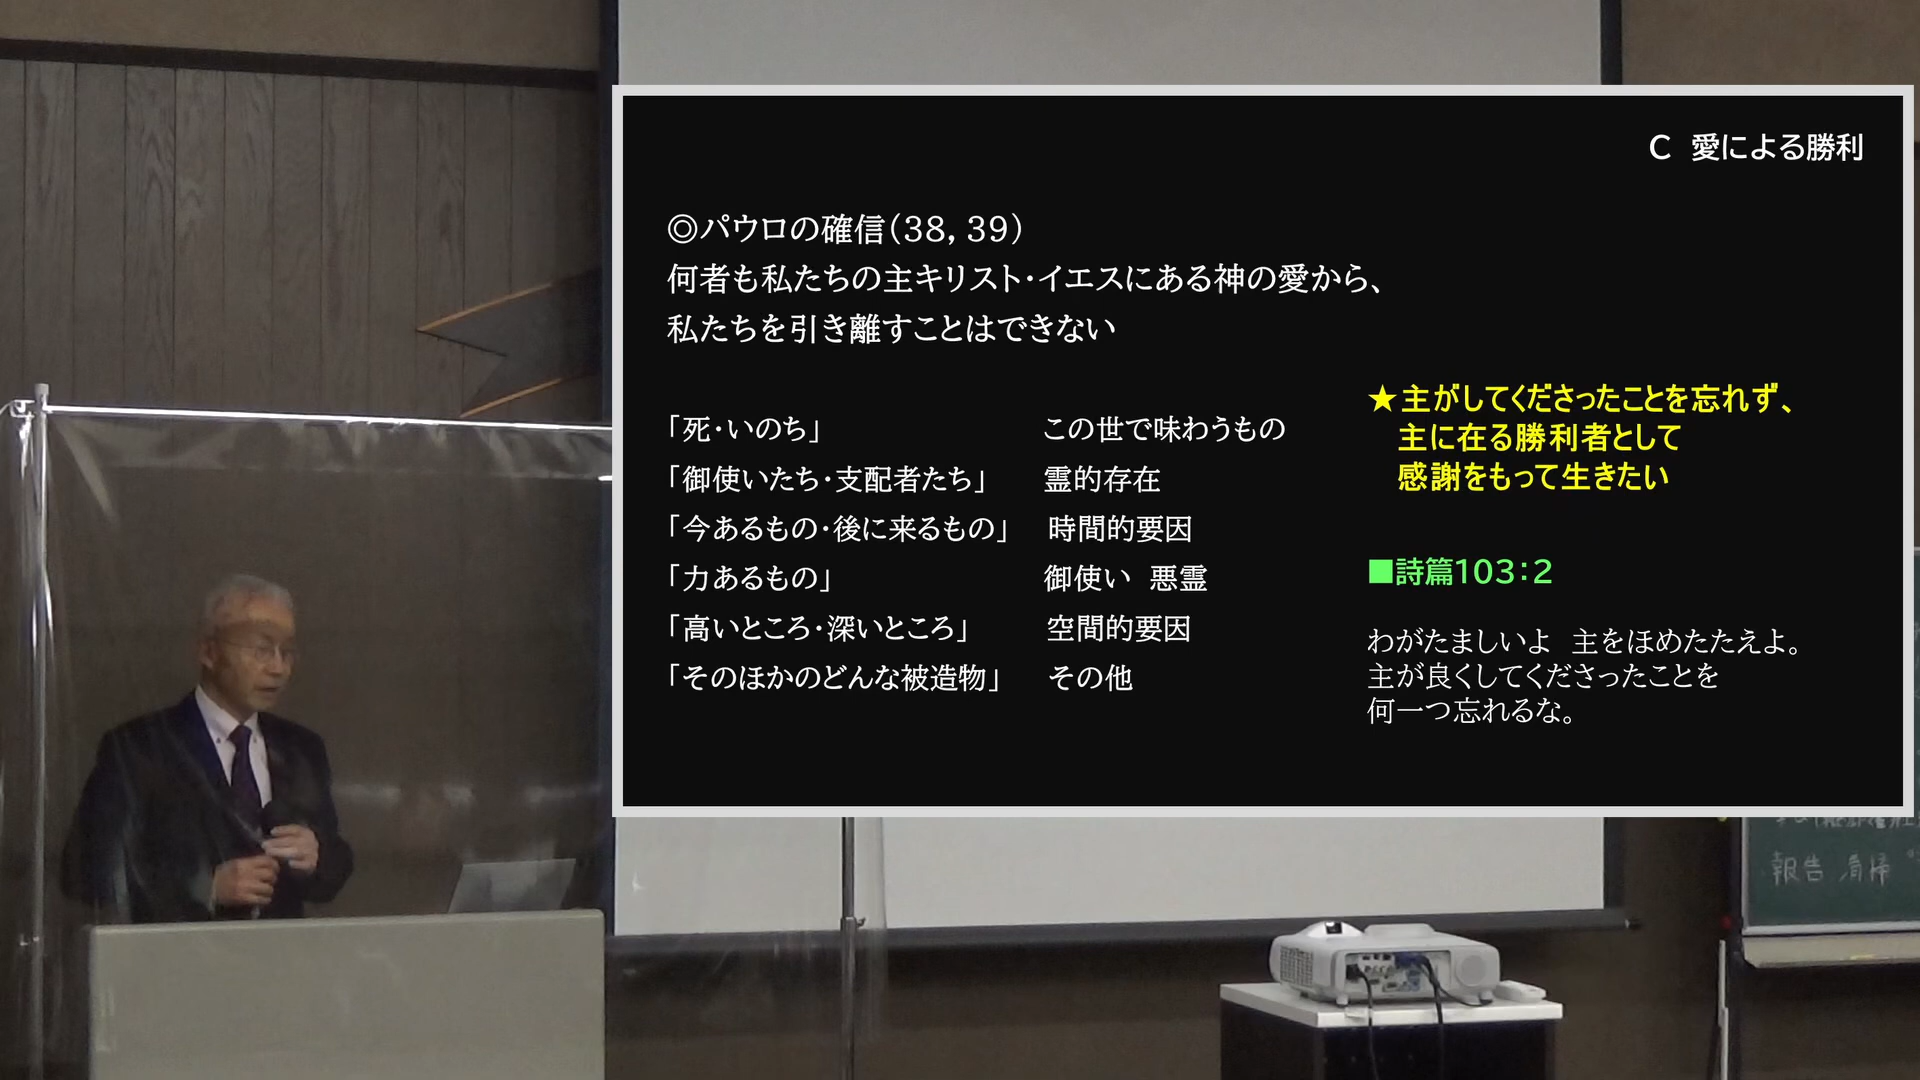 C 愛による勝利
◎パウロの確信(38, 39)
何者も私たちの主キリスト・イエスにある神の愛から、
私たちを引き離すことはできない
「死・いのち」 この世で味わうもの
「御使いたち・支配者たち」 霊的存在
「今あるもの・後に来るもの」 時間的要因
「力あるもの」 御使い 悪霊
「高いところ・深いところ」 空間的要因
「そのほかのどんな被造物」 その他
★主がしてくださったことを忘れず、
主に在る勝利者として
感謝をもって生きたい
■詩篇103:2
わがたましいよ 主をほめたたえよ。
主が良くしてくださったことを
何一つ忘れるな。
報告 清掃